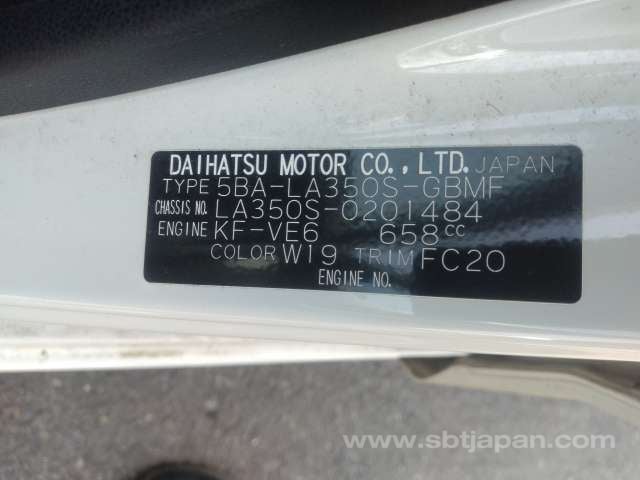 DAIHATSU MOTOR CO., LTD. JAPAN
TYPE 5BA-LA350S-GBMF
CHASSIS NO. LA350S-0201484
ENGINE KF-VE6 658CC
COLOR W19 TRIM FC20
ENGINE NO.
www.sbtjapan.com